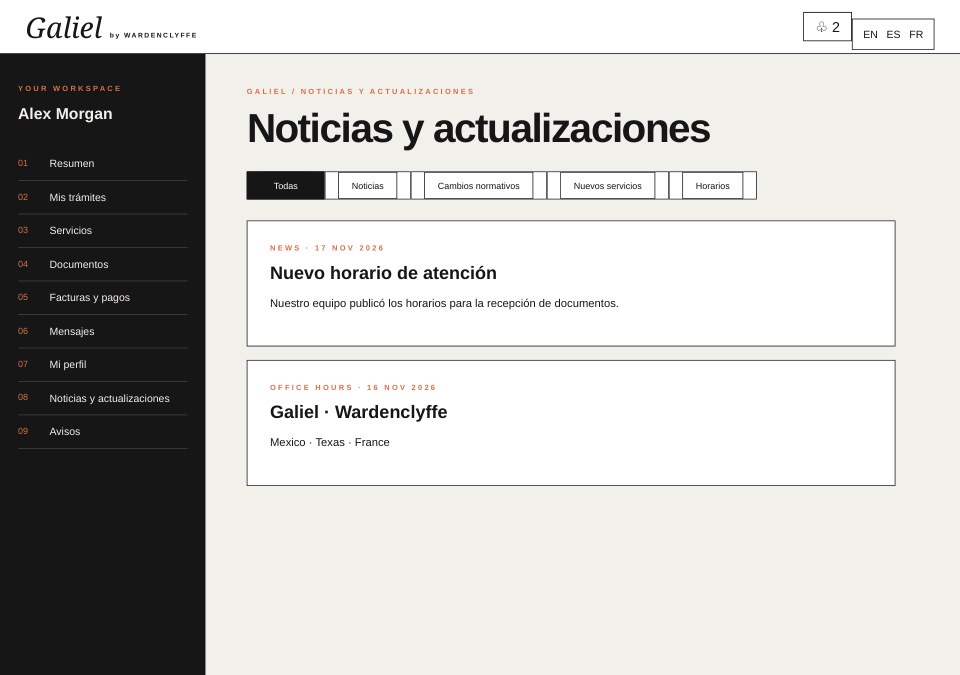 Galiel by WARDENCLYFFE
♧ 2
EN ES FR
YOUR WORKSPACE
Alex Morgan
01 Resumen
02 Mis trámites
03 Servicios
04 Documentos
05 Facturas y pagos
06 Mensajes
07 Mi perfil
08 Noticias y actualizaciones
09 Avisos
GALIEL / NOTICIAS Y ACTUALIZACIONES
Noticias y actualizaciones
Todas Noticias Cambios normativos Nuevos servicios Horarios
NEWS · 17 NOV 2026
Nuevo horario de atención
Nuestro equipo publicó los horarios para la recepción de documentos.
OFFICE HOURS · 16 NOV 2026
Galiel · Wardenclyffe
Mexico · Texas · France